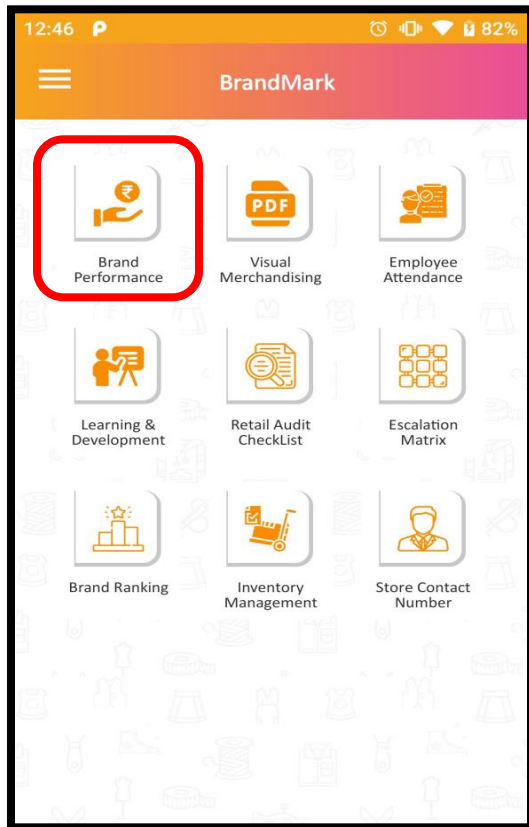 12:46 P 82%
BrandMark
₹
PDF
Brand
Performance
Visual
Merchandising
Employee
Attendance
Learning &
Development
Retail Audit
CheckList
Escalation
Matrix
Brand Ranking
Inventory
Management
Store Contact
Number